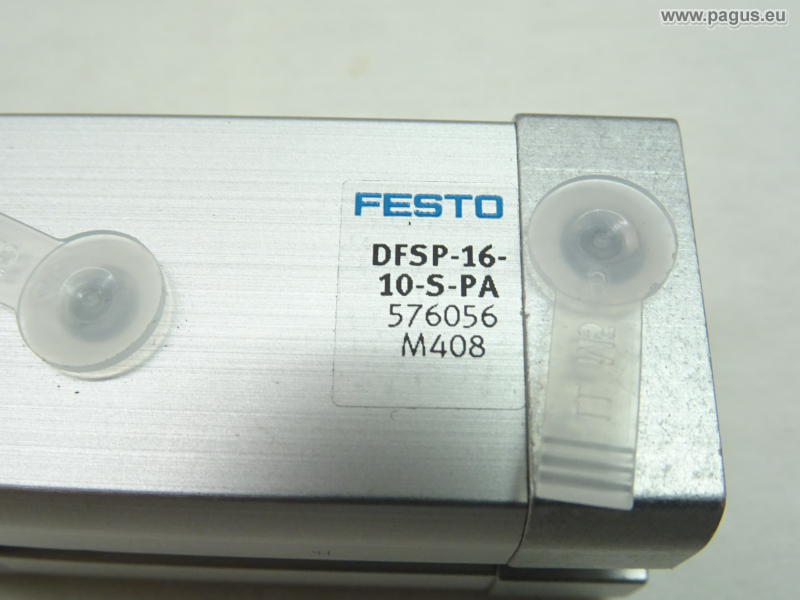 www.pagus.eu
FESTO
DFSP-16-
10-S-PA
576056
M408